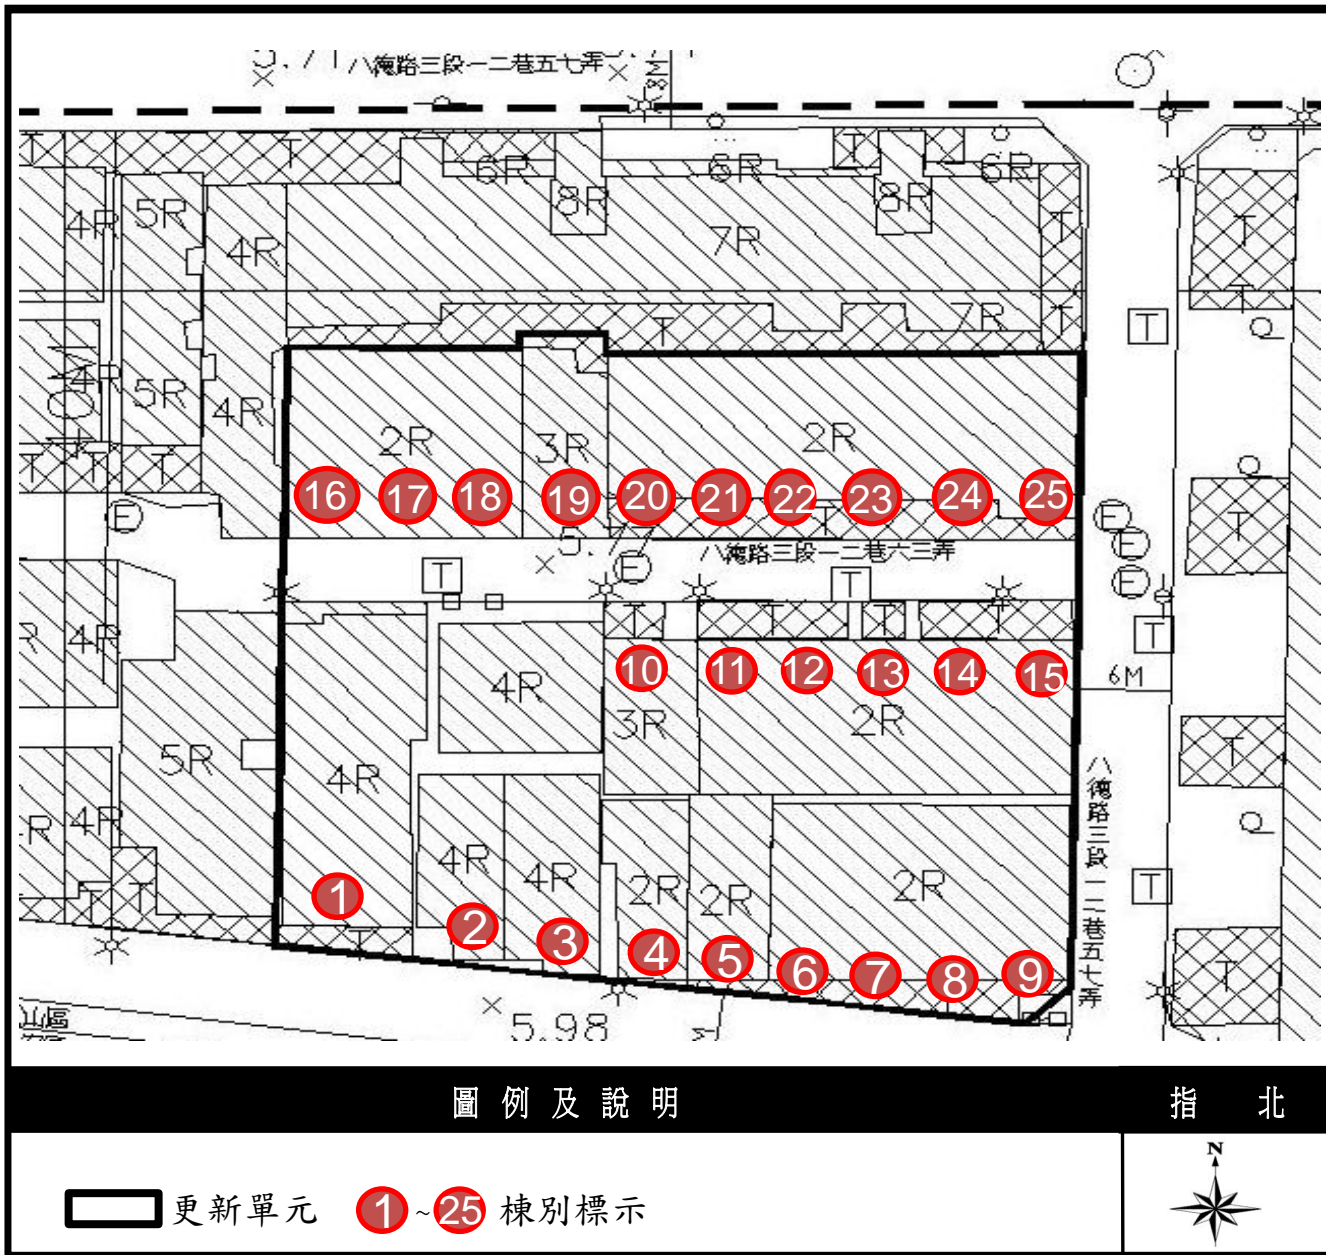 5.71 八德路三段一二巷五七弄
8M
T T 6R 6R T 6R
8R 8R
4R 5R 4R 7R T T
T 7R T T
T
4R 5R 4R
2R 3R 2R
T T T T
16 17 18 19 20 21 22 23 24 25
E T E
5.77 八德路三段一二巷六三弄
E
T T E
T T T T T
4R 4R 10 11 12 13 14 15 6M
3R 2R
5R 4R T
4R 4R 4R 2R 2R 2R T
八德路三段一二巷五七弄
1 2 3 4 5 6 7 8 9
T T T T
5.98
圖例及說明 指北
N
更新單元 1~25 棟別標示